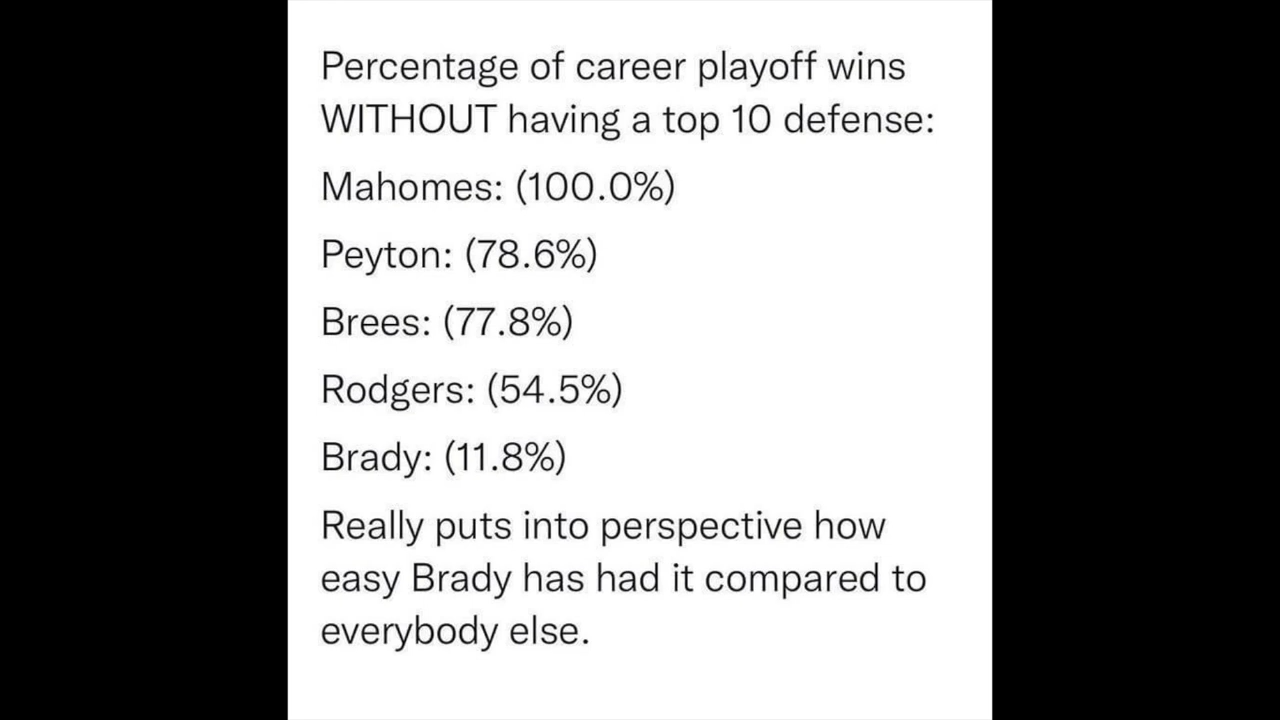 Percentage of career playoff wins
WITHOUT having a top 10 defense:
Mahomes: (100.0%)
Peyton: (78.6%)
Brees: (77.8%)
Rodgers: (54.5%)
Brady: (11.8%)
Really puts into perspective how
easy Brady has had it compared to
everybody else.